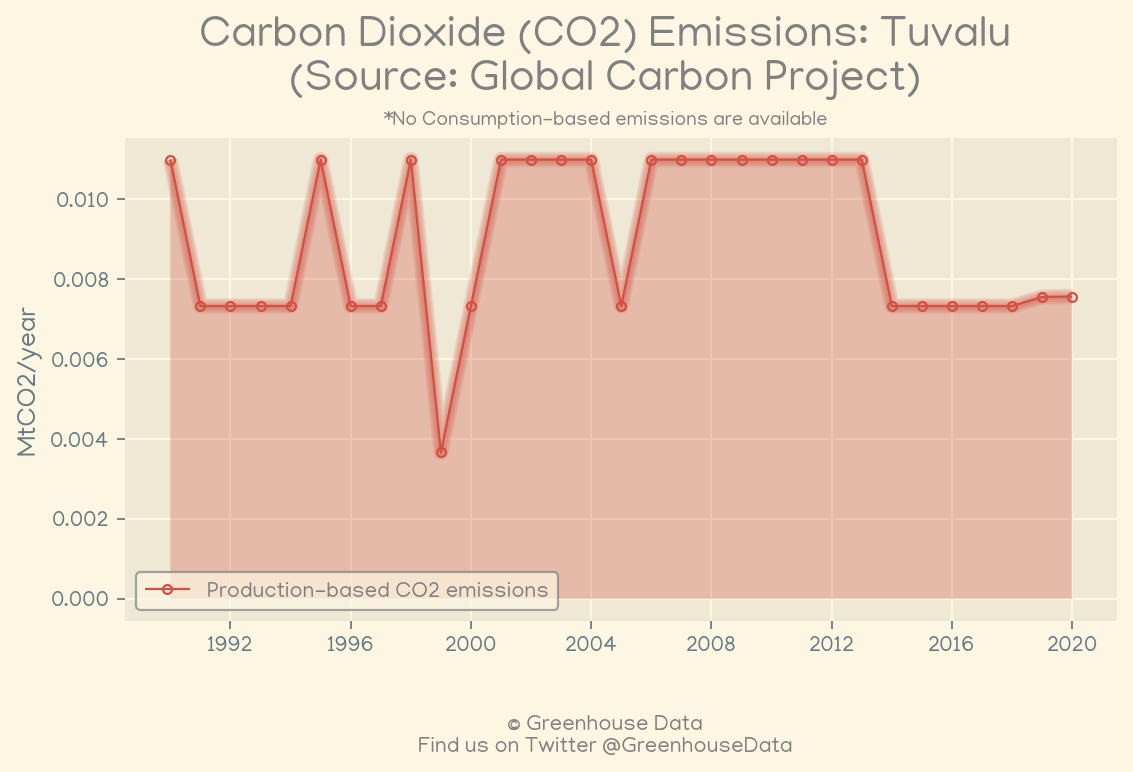 Carbon Dioxide (CO2) Emissions: Tuvalu
(Source: Global Carbon Project)
*No Consumption-based emissions are available
MtCO2/year
0.010
0.008
0.006
0.004
0.002
0.000
Production-based CO2 emissions
1992 1996 2000 2004 2008 2012 2016 2020
© Greenhouse Data
Find us on Twitter @GreenhouseData